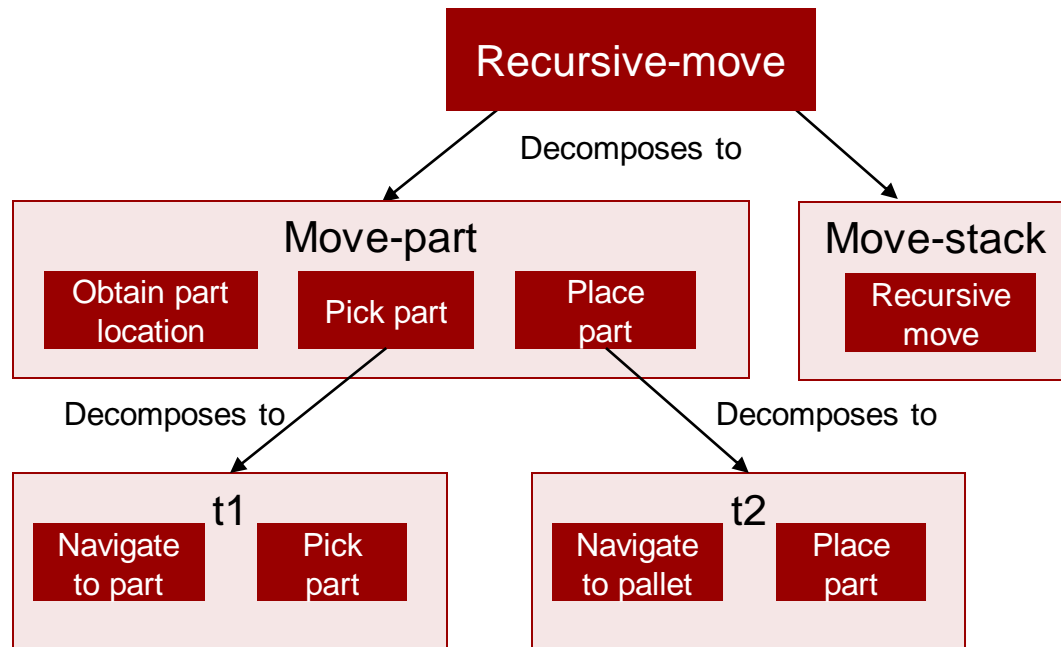 Recursive-move
Decomposes to
Move-part
Obtain part
location
Pick part
Place
part
Move-stack
Recursive
move
Decomposes to
Decomposes to
t1
Navigate
to part
Pick
part
t2
Navigate
to pallet
Place
part